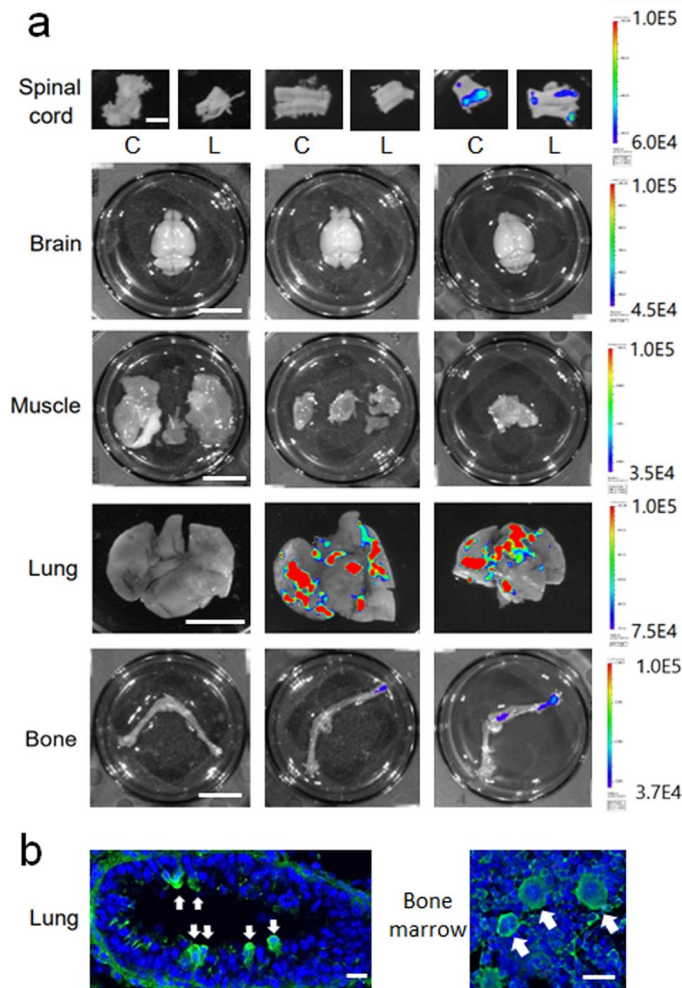 a
1.0E5
Spinal
cord
C L C L C L
6.0E4
1.0E5
Brain
4.5E4
1.0E5
Muscle
3.5E4
1.0E5
Lung
7.5E4
1.0E5
Bone
3.7E4
b
Lung
Bone
marrow